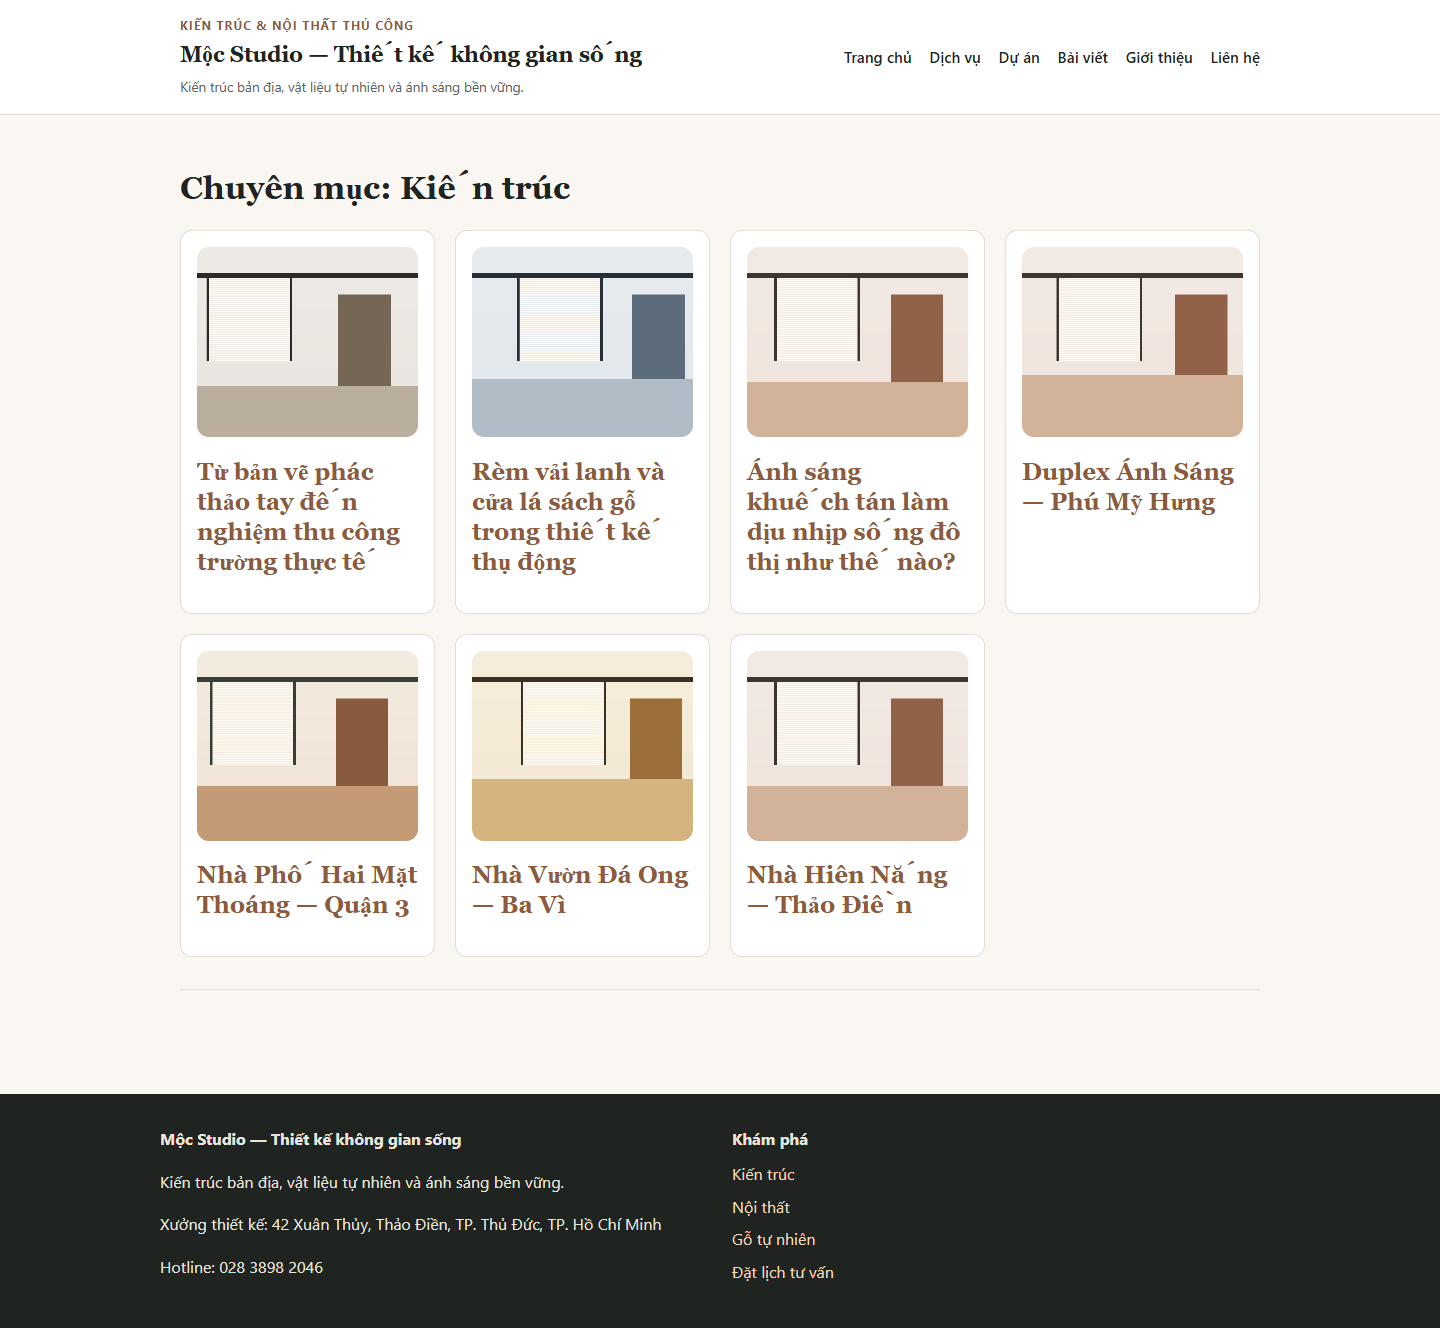 KIẾN TRÚC & NỘI THẤT THỦ CÔNG
Mộc Studio — Thiết kế không gian sống
Kiến trúc bản địa, vật liệu tự nhiên và ánh sáng bền vững.
Trang chủ
Dịch vụ
Dự án
Bài viết
Giới thiệu
Liên hệ
Chuyên mục: Kiến trúc
Từ bản vẽ phác
thảo tay đến
nghiệm thu công
trường thực tế
Rèm vải lanh và
cửa lá sách gỗ
trong thiết kế
thụ động
Ánh sáng
khuếch tán làm
dịu nhịp sống đô
thị như thế nào?
Duplex Ánh Sáng
— Phú Mỹ Hưng
Nhà Phố Hai Mặt
Thoáng — Quận 3
Nhà Vườn Đá Ong
— Ba Vì
Nhà Hiên Nắng
— Thảo Điền
Mộc Studio — Thiết kế không gian sống
Kiến trúc bản địa, vật liệu tự nhiên và ánh sáng bền vững.
Xưởng thiết kế: 42 Xuân Thủy, Thảo Điền, TP. Thủ Đức, TP. Hồ Chí Minh
Hotline: 028 3898 2046
Khám phá
Kiến trúc
Nội thất
Gỗ tự nhiên
Đặt lịch tư vấn